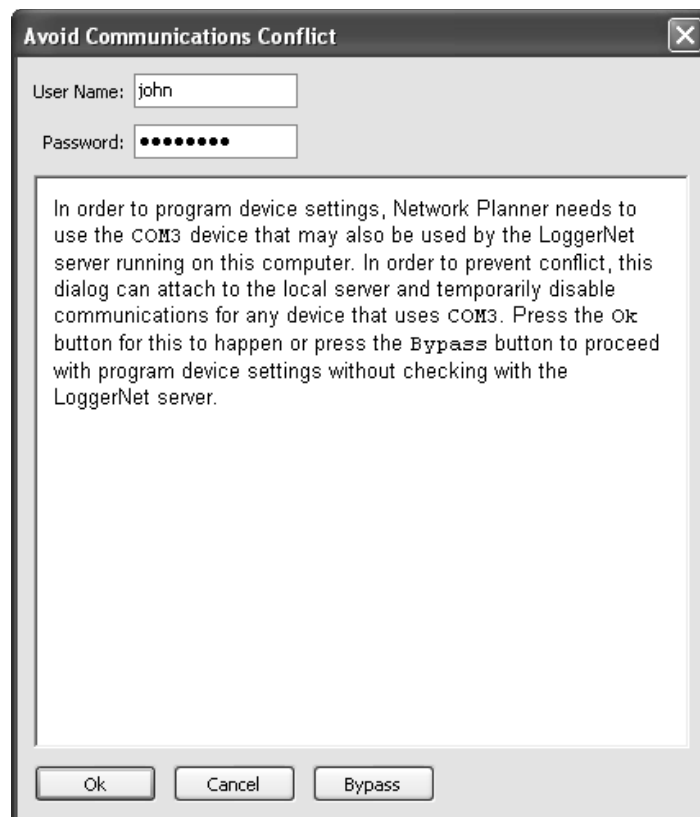 Avoid Communications Conflict
User Name: john
Password: ●●●●●●●●
In order to program device settings, Network Planner needs to
use the COM3 device that may also be used by the LoggerNet
server running on this computer. In order to prevent conflict, this
dialog can attach to the local server and temporarily disable
communications for any device that uses COM3. Press the Ok
button for this to happen or press the Bypass button to proceed
with program device settings without checking with the
LoggerNet server.
Ok Cancel Bypass